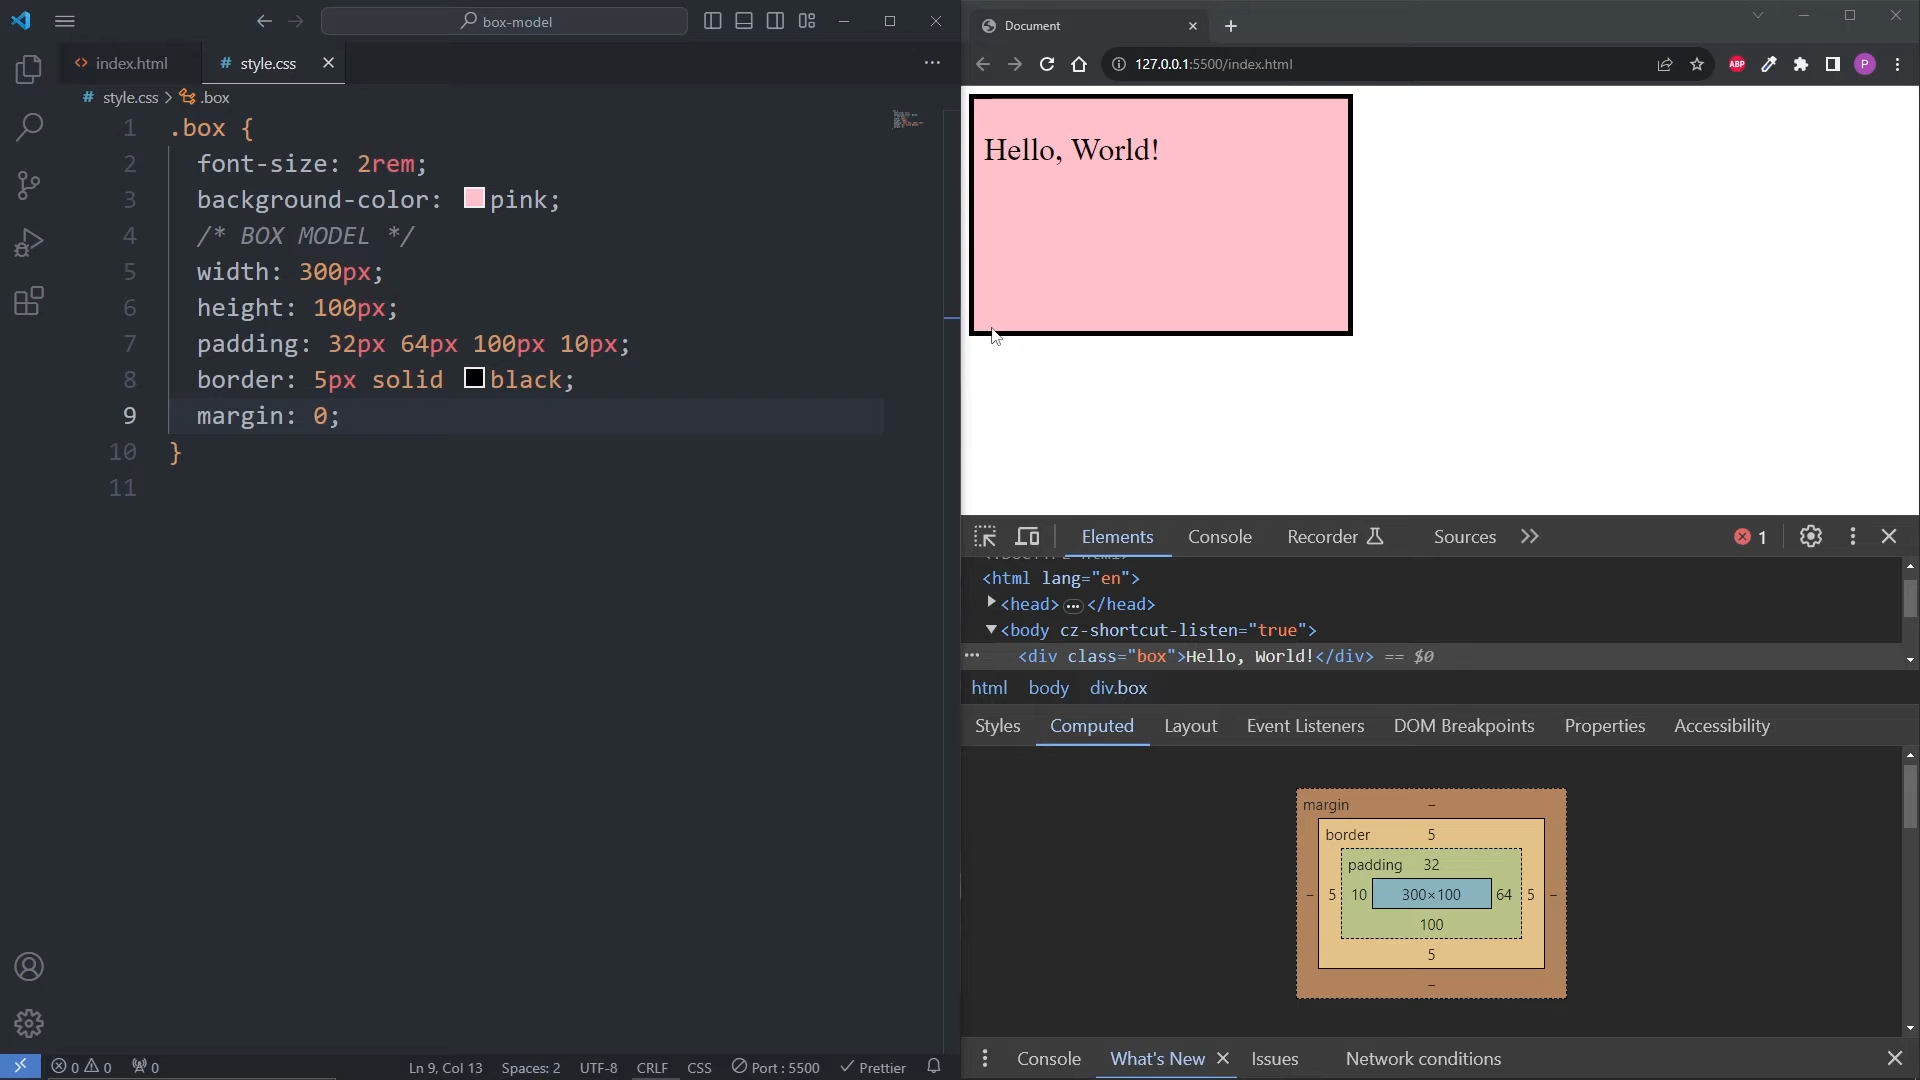 box-model
index.html
style.css
style.css > .box
1 .box {
2 font-size: 2rem;
3 background-color: pink;
4 /* BOX MODEL */
5 width: 300px;
6 height: 100px;
7 padding: 32px 64px 100px 10px;
8 border: 5px solid black;
9 margin: 0;
10 }
11
0 0 0
Ln 9, Col 13 Spaces: 2 UTF-8 CRLF CSS Port : 5500 Prettier
Document
127.0.0.1:5500/index.html
ABP
P
Hello, World!
Elements Console Recorder Sources 1
<html lang="en">
<head> ... </head>
<body cz-shortcut-listen="true">
... <div class="box">Hello, World!</div> == $0
html body div.box
Styles Computed Layout Event Listeners DOM Breakpoints Properties Accessibility
margin –
border 5
padding 32
– 5 10 300×100 64 5 –
100
5
–
Console What's New Issues Network conditions